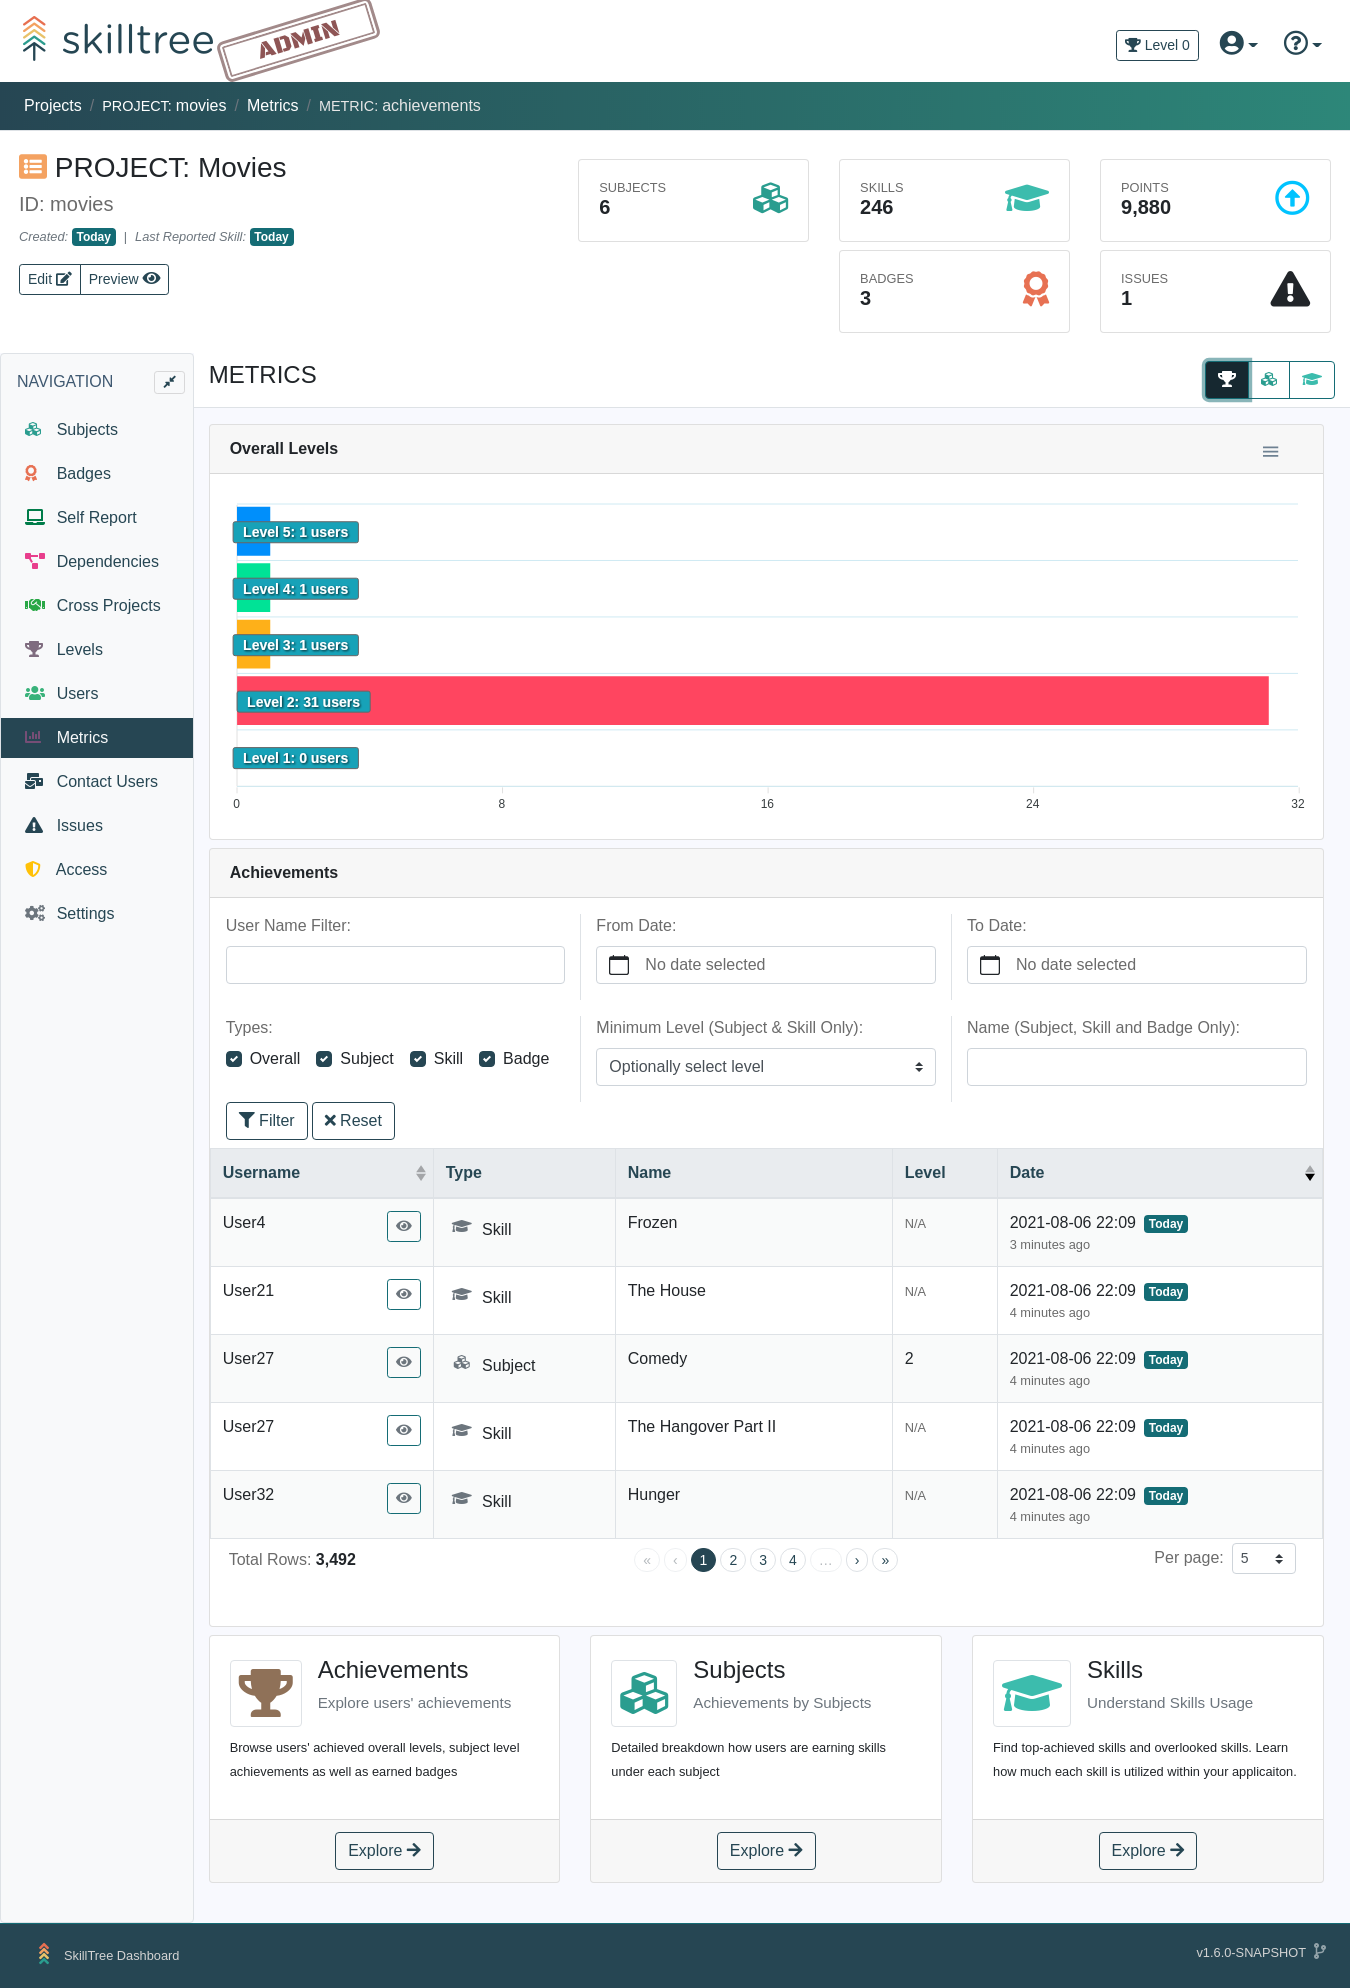 skilltree
ADMIN
Level 0
Projects / PROJECT: movies / Metrics / METRIC: achievements
PROJECT: Movies
ID: movies
Created: Today | Last Reported Skill: Today
Edit Preview
SUBJECTS
6
SKILLS
246
POINTS
9,880
BADGES
3
ISSUES
1
NAVIGATION
Subjects
Badges
Self Report
Dependencies
Cross Projects
Levels
Users
Metrics
Contact Users
Issues
Access
Settings
METRICS
Overall Levels
Level 5: 1 users
Level 4: 1 users
Level 3: 1 users
Level 2: 31 users
Level 1: 0 users
0 8 16 24 32
Achievements
User Name Filter: From Date: To Date:
No date selected No date selected
Types: Minimum Level (Subject & Skill Only): Name (Subject, Skill and Badge Only):
Overall Subject Skill Badge Optionally select level
Filter Reset
Username Type Name Level Date
User4 Skill Frozen N/A 2021-08-06 22:09 Today
3 minutes ago
User21 Skill The House N/A 2021-08-06 22:09 Today
4 minutes ago
User27 Subject Comedy 2 2021-08-06 22:09 Today
4 minutes ago
User27 Skill The Hangover Part II N/A 2021-08-06 22:09 Today
4 minutes ago
User32 Skill Hunger N/A 2021-08-06 22:09 Today
4 minutes ago
Total Rows: 3,492 « ‹ 1 2 3 4 … › » Per page: 5
Achievements
Explore users' achievements
Browse users' achieved overall levels, subject level
achievements as well as earned badges
Explore
Subjects
Achievements by Subjects
Detailed breakdown how users are earning skills
under each subject
Explore
Skills
Understand Skills Usage
Find top-achieved skills and overlooked skills. Learn
how much each skill is utilized within your applicaiton.
Explore
SkillTree Dashboard
v1.6.0-SNAPSHOT